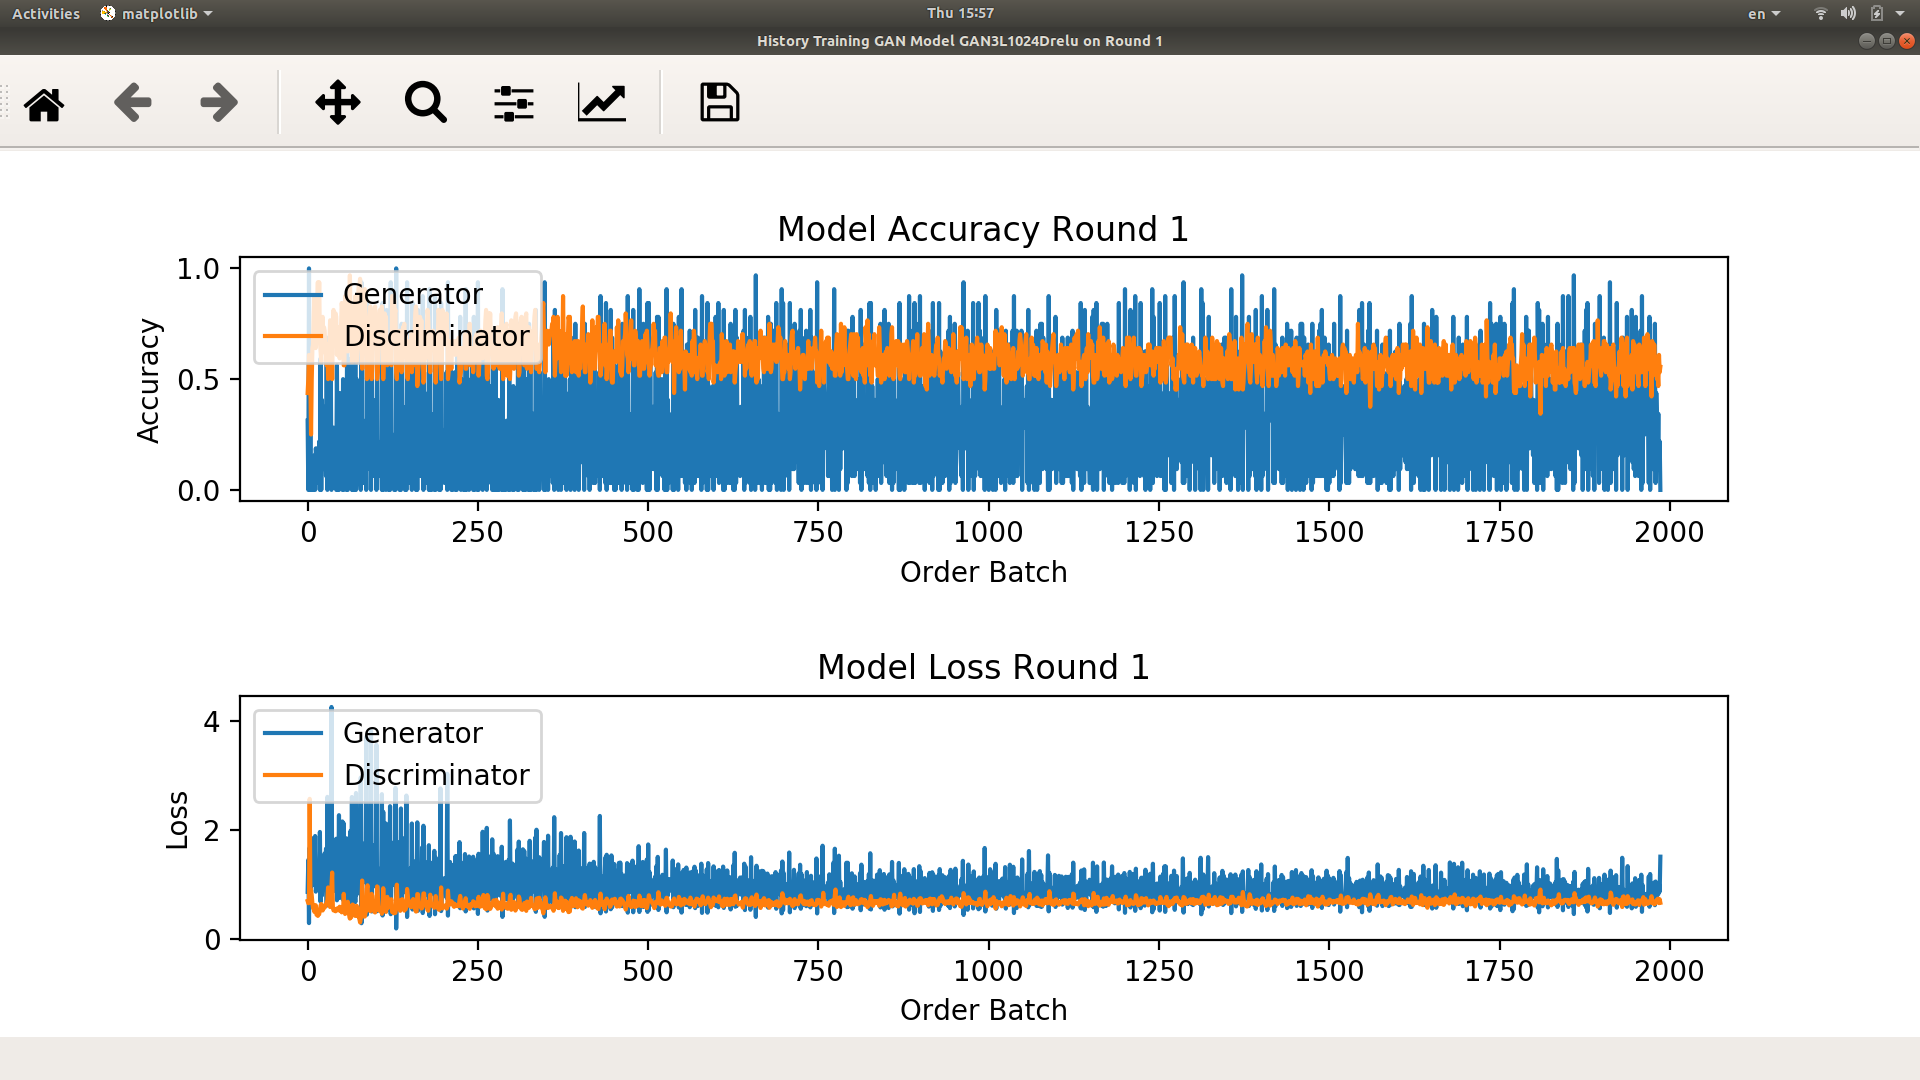 Activities matplotlib Thu 15:57 en
History Training GAN Model GAN3L1024Drelu on Round 1
Model Accuracy Round 1
Accuracy
1.0
0.5
0.0
Generator
Discriminator
0 250 500 750 1000 1250 1500 1750 2000
Order Batch
Model Loss Round 1
Loss
4
2
0
Generator
Discriminator
0 250 500 750 1000 1250 1500 1750 2000
Order Batch